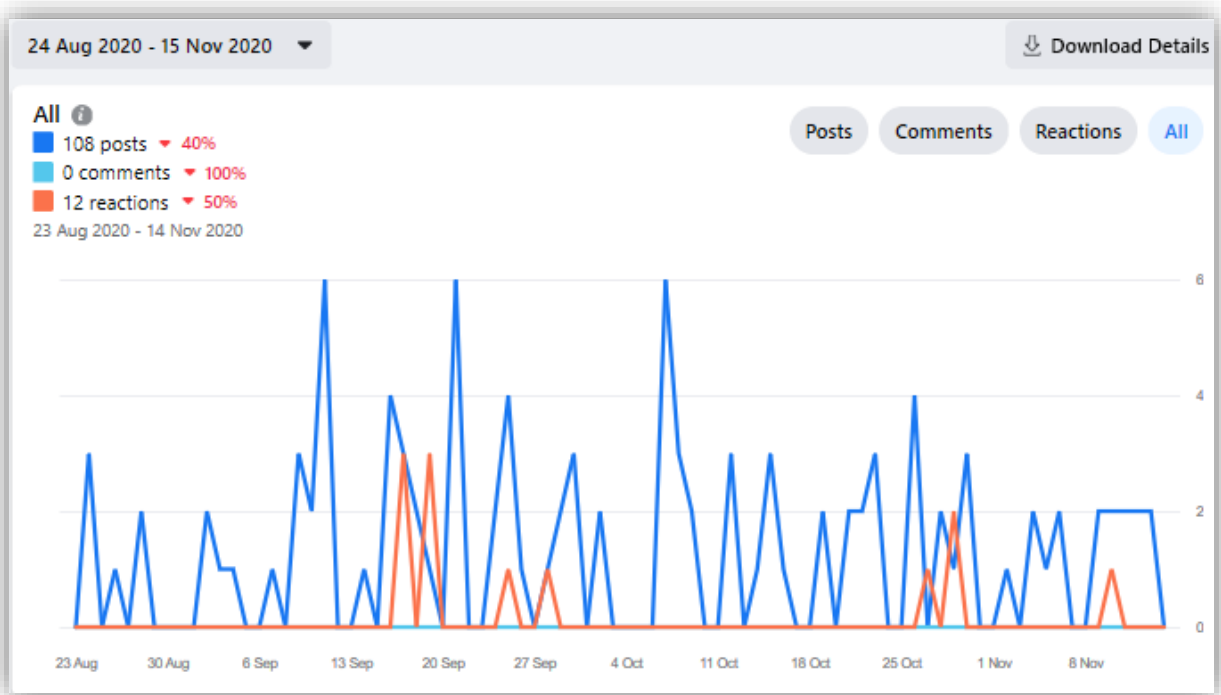 24 Aug 2020 - 15 Nov 2020
Download Details
All
Posts Comments Reactions All
108 posts 40%
0 comments 100%
12 reactions 50%
23 Aug 2020 - 14 Nov 2020
6
4
2
0
23 Aug 30 Aug 6 Sep 13 Sep 20 Sep 27 Sep 4 Oct 11 Oct 18 Oct 25 Oct 1 Nov 8 Nov